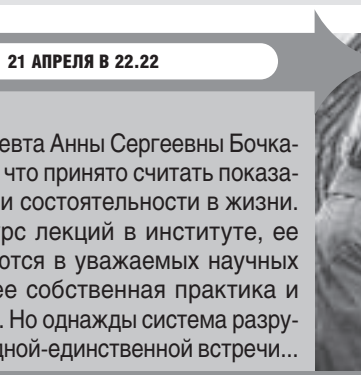 21 АПРЕЛЯ В 22.22
евта Анны Сергеевны Бочка-
что принято считать показа-
и состоятельности в жизни.
рс лекций в институте, ее
ются в уважаемых научных
ее собственная практика и
. Но однажды система разру-
дной-единственной встречи...